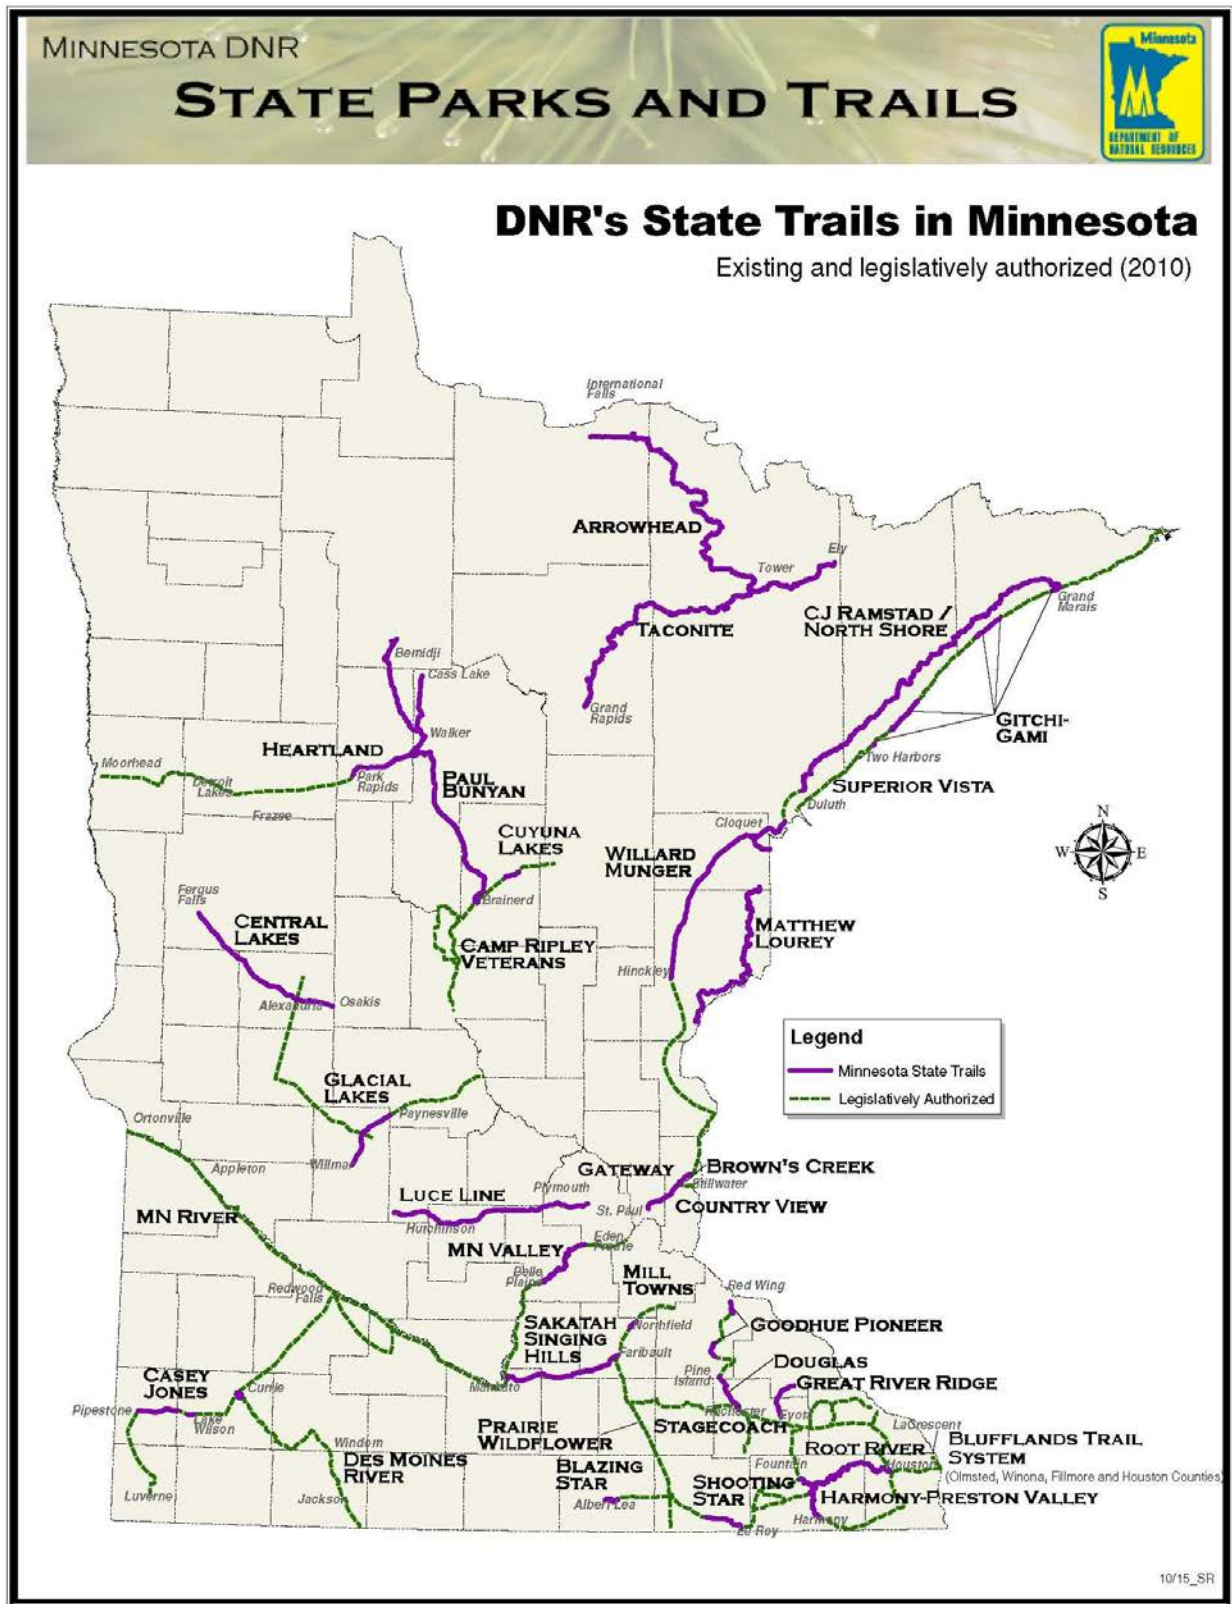 MINNESOTA DNR
STATE PARKS AND TRAILS
Minnesota
DEPARTMENT OF
NATURAL RESOURCES
DNR's State Trails in Minnesota
Existing and legislatively authorized (2010)
International
Falls
ARROWHEAD
Ely
Tower
CJ RAMSTAD /
NORTH SHORE
Grand
Marais
TACONITE
Bemidji
Cass Lake
Grand
Rapids
GITCHI-
GAMI
Walker
HEARTLAND
Moorhead
Detroit
Lakes
Park
Rapids
PAUL
BUNYAN
Two Harbors
SUPERIOR VISTA
Duluth
Frazee
Cloquet
CUYUNA
LAKES
WILLARD
MUNGER
N
W
E
S
Fergus
Falls
Brainerd
CENTRAL
LAKES
MATTHEW
LOUREY
CAMP RIPLEY
VETERANS
Hinckley
Alexandria
Osakis
Legend
Minnesota State Trails
Legislatively Authorized
GLACIAL
LAKES
Ortonville
Paynesville
Appleton
Willmar
GATEWAY
BROWN'S CREEK
Stillwater
LUCE LINE
Plymouth
St. Paul
COUNTRY VIEW
MN RIVER
Hutchinson
Eden
Prairie
MN VALLEY
Belle
Plaine
MILL
TOWNS
Redwood
Falls
Red Wing
SAKATAH
SINGING
HILLS
Northfield
GOODHUE PIONEER
Faribault
DOUGLAS
Pine
Island
GREAT RIVER RIDGE
CASEY
JONES
Currie
Mankato
Pipestone
Lake
Wilson
Rochester
Eyota
PRAIRIE
WILDFLOWER
STAGECOACH
LaCrescent
BLUFFLANDS TRAIL
SYSTEM
(Olmsted, Winona, Fillmore and Houston Counties)
Windom
DES MOINES
RIVER
ROOT RIVER
Fountain
Houston
BLAZING
STAR
SHOOTING
STAR
HARMONY-PRESTON VALLEY
Luverne
Jackson
Albert Lea
Harmony
Le Roy
10/15_SR